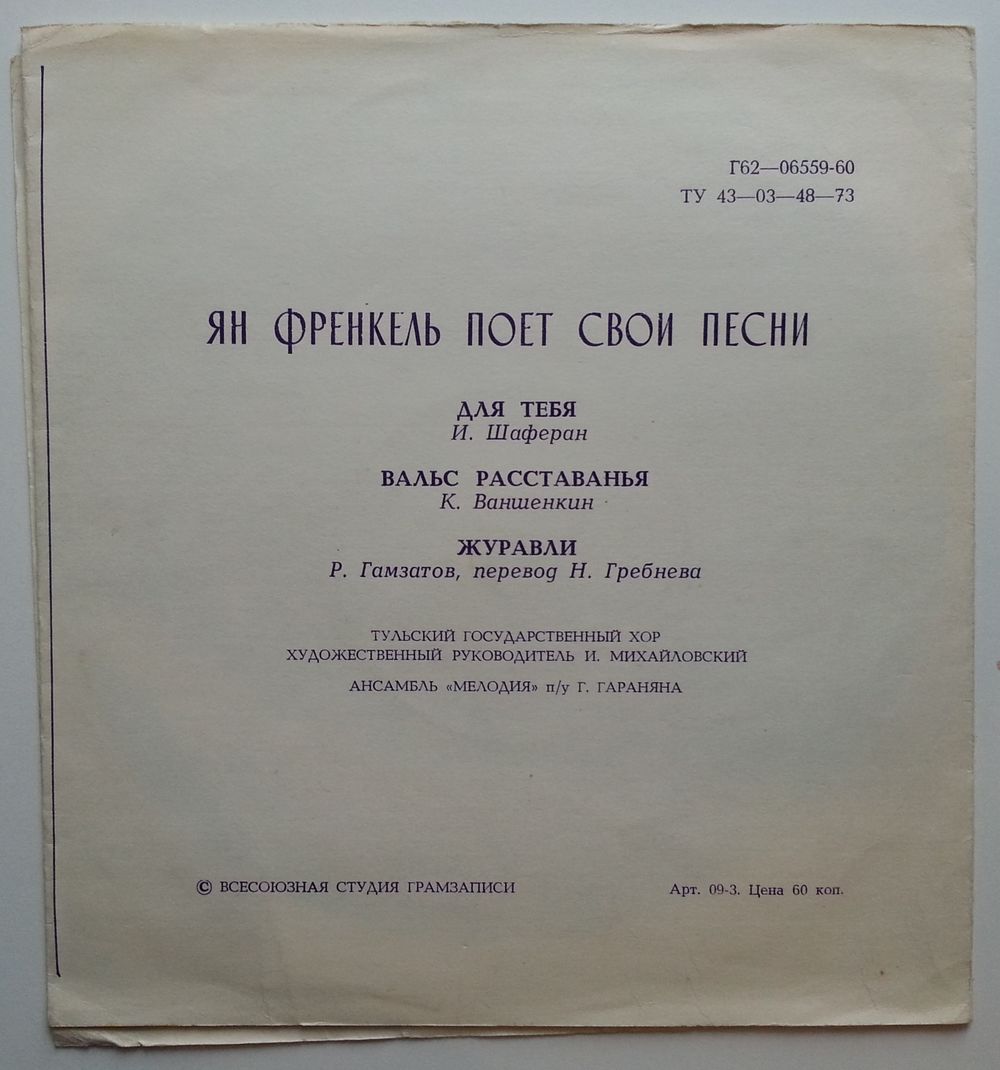 Г62—06559-60
ТУ 43—03—48—73
ЯН ФРЕНКЕЛЬ ПОЕТ СВОИ ПЕСНИ
ДЛЯ ТЕБЯ
И. Шаферан
ВАЛЬС РАССТАВАНЬЯ
К. Ваншенкин
ЖУРАВЛИ
Р. Гамзатов, перевод Н. Гребнева
ТУЛЬСКИЙ ГОСУДАРСТВЕННЫЙ ХОР
ХУДОЖЕСТВЕННЫЙ РУКОВОДИТЕЛЬ И. МИХАЙЛОВСКИЙ
АНСАМБЛЬ «МЕЛОДИЯ» п/у Г. ГАРАНЯНА
© ВСЕСОЮЗНАЯ СТУДИЯ ГРАМЗАПИСИ
Арт. 09-3. Цена 60 коп.